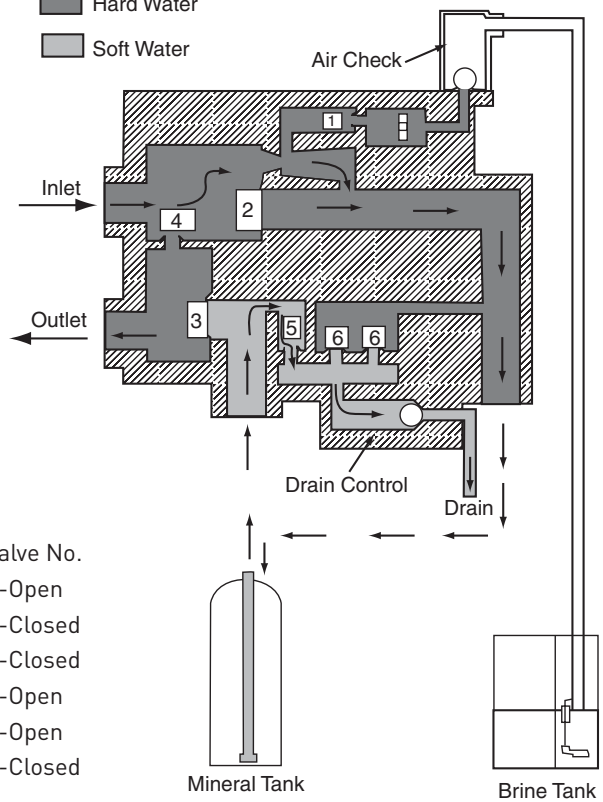 Hard Water
Soft Water
Air Check
1
Inlet
4
2
Outlet
3
5
6
6
Drain Control
Drain
alve No.
-Open
-Closed
-Closed
-Open
-Open
-Closed
Mineral Tank
Brine Tank